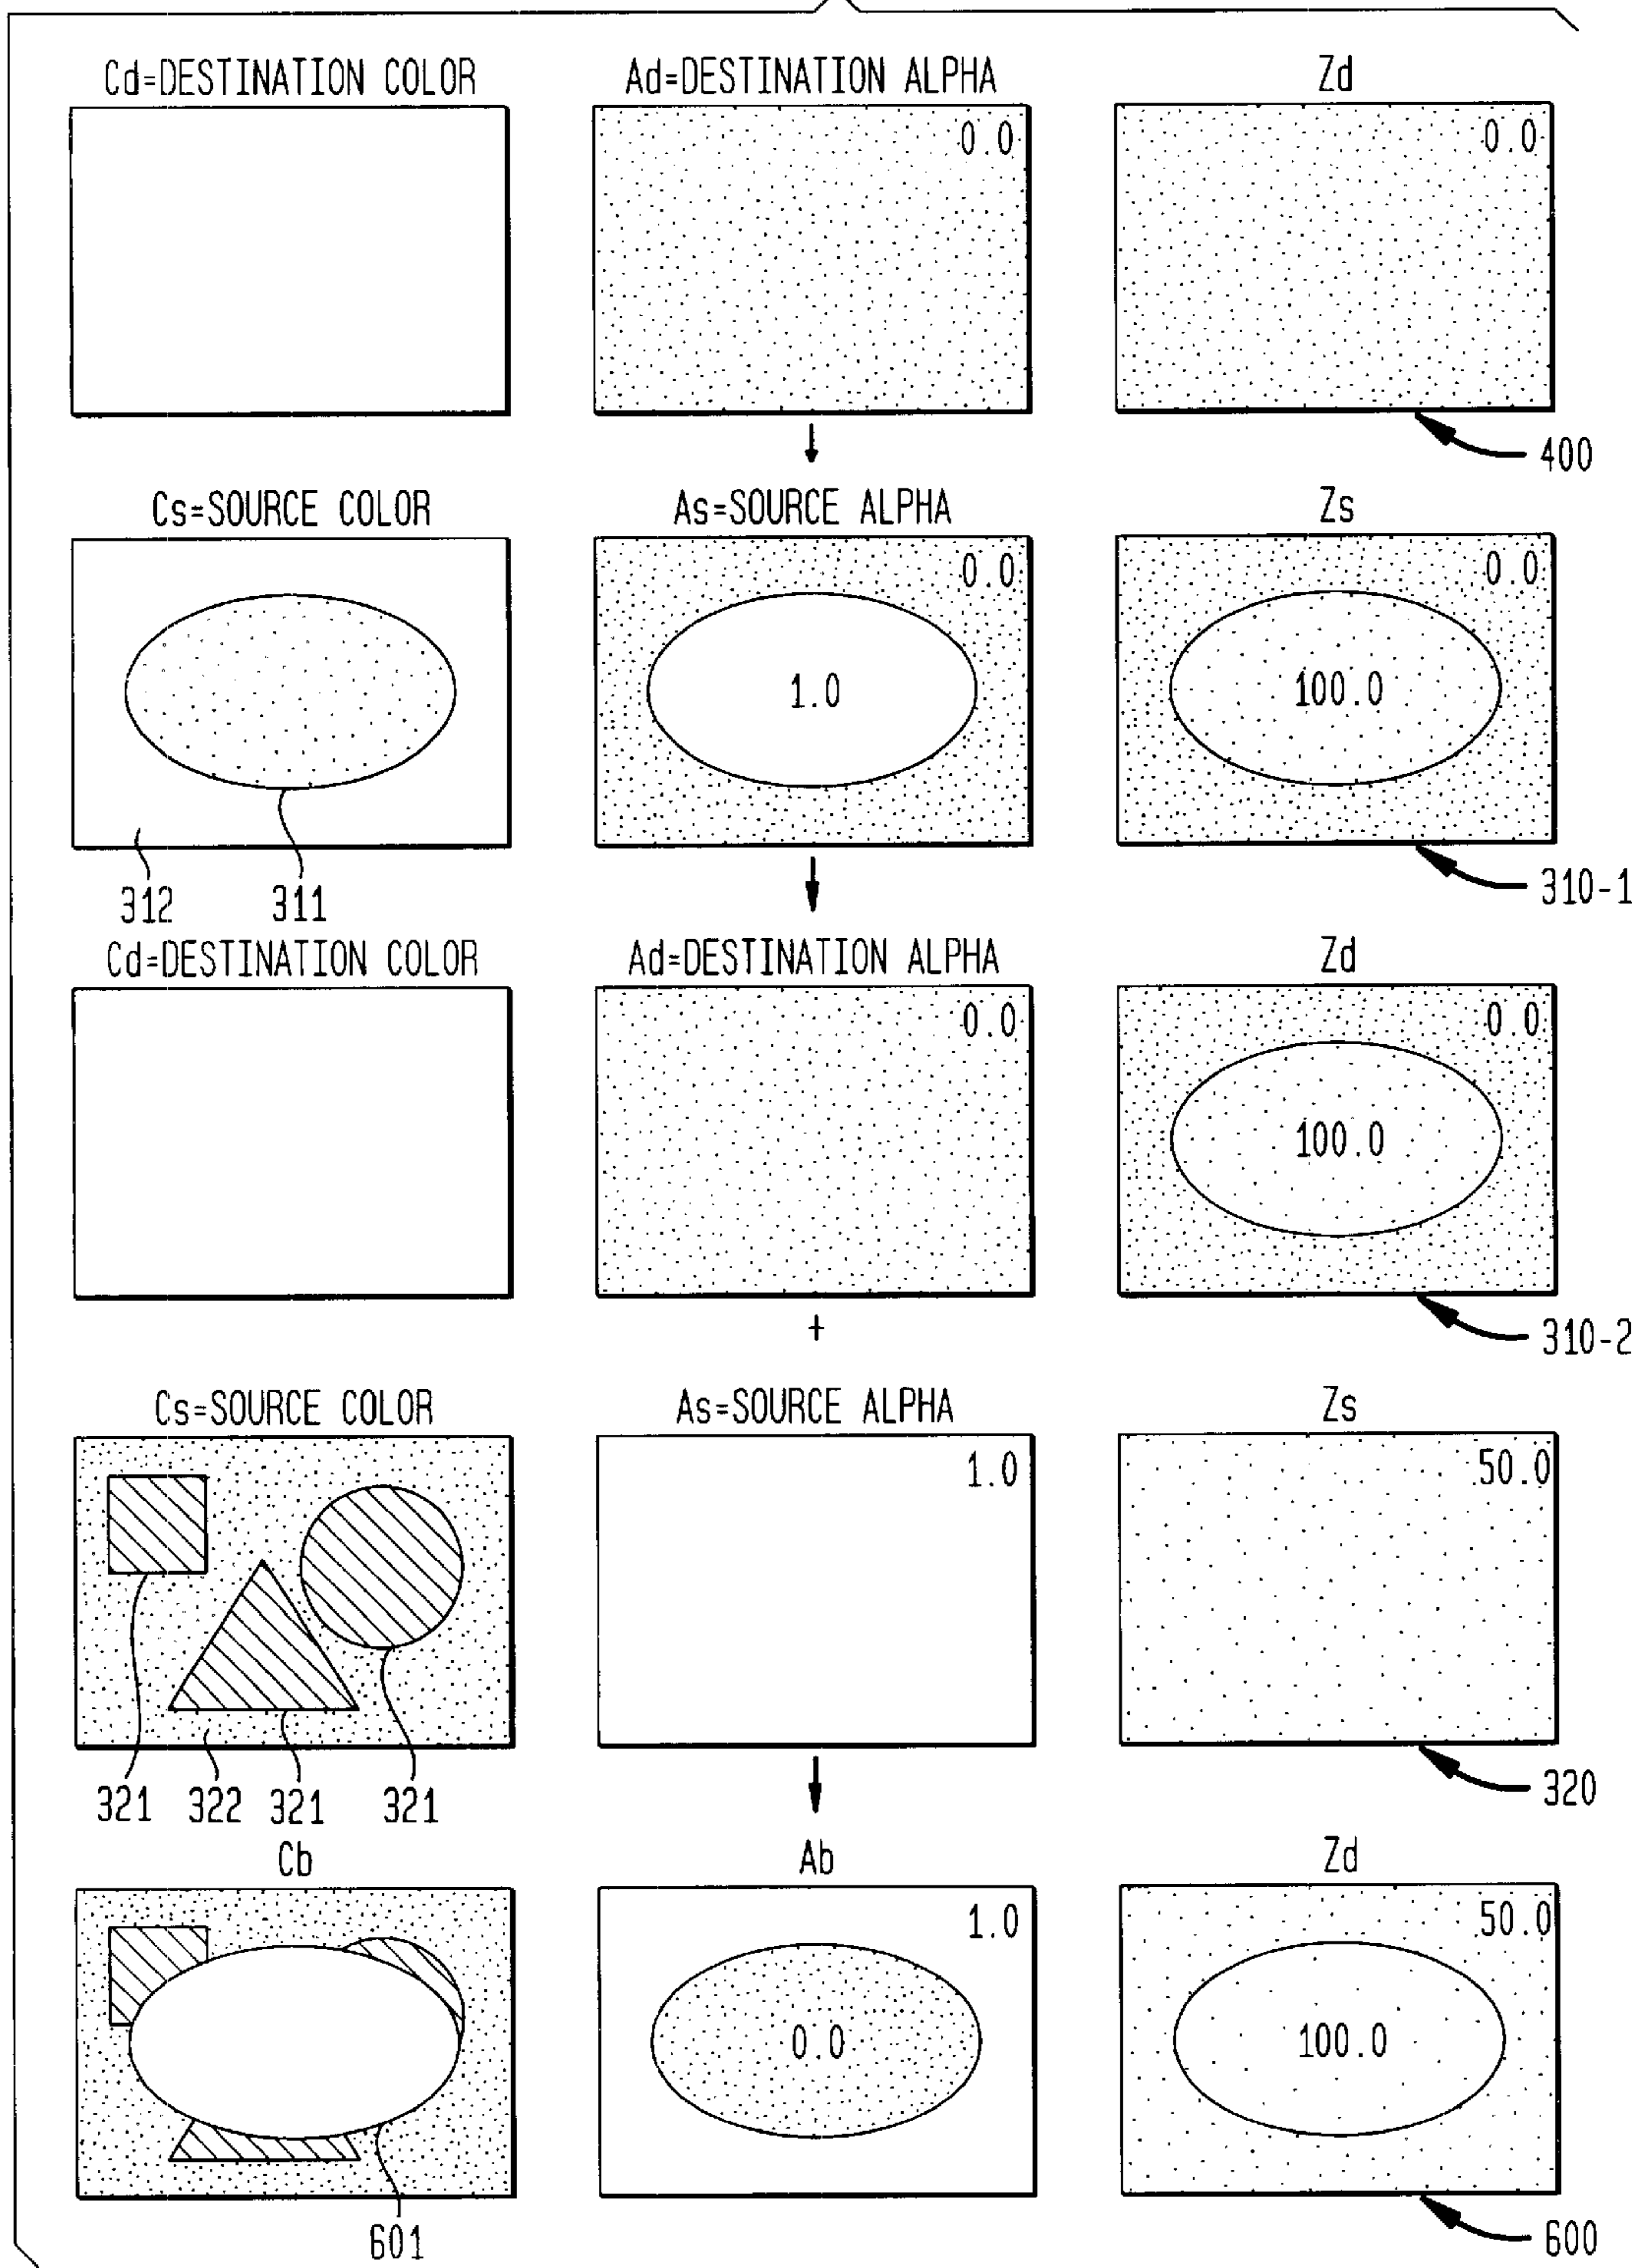 Cd=DESTINATION COLOR
Ad=DESTINATION ALPHA
Zd
0.0
0.0
400
Cs=SOURCE COLOR
As=SOURCE ALPHA
Zs
0.0
0.0
1.0
100.0
310-1
312
311
Cd=DESTINATION COLOR
Ad=DESTINATION ALPHA
Zd
0.0
0.0
100.0
310-2
+
Cs=SOURCE COLOR
As=SOURCE ALPHA
Zs
1.0
50.0
320
321
322
321
321
Cb
Ab
Zd
1.0
50.0
0.0
100.0
601
600